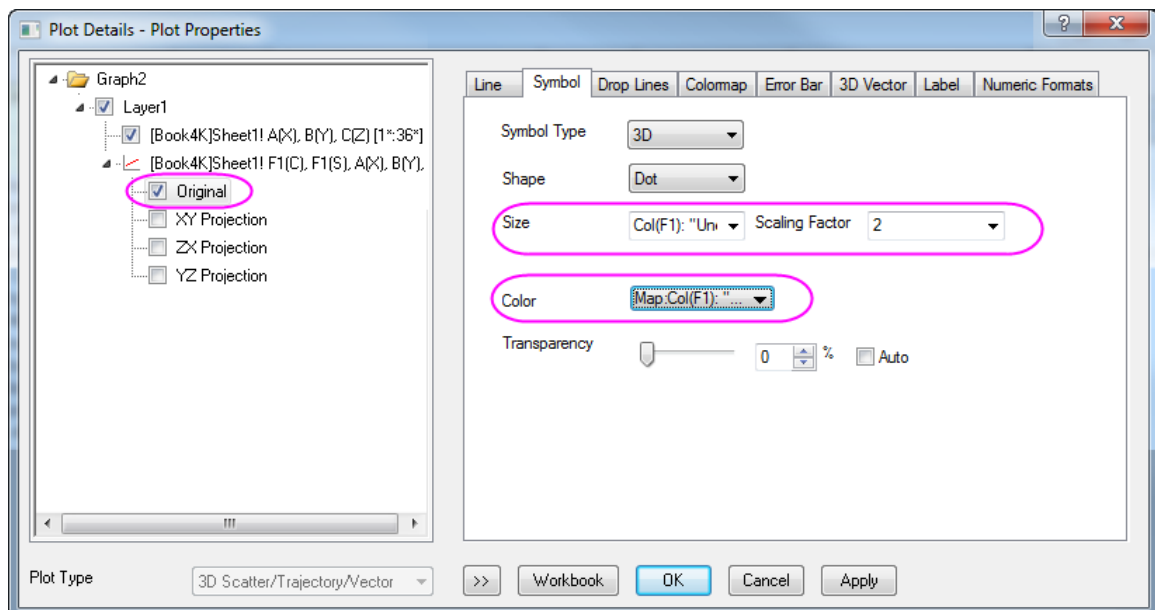 Plot Details - Plot Properties
Graph2
Layer1
[Book4K]Sheet1! A(X), B(Y), C(Z) [1*:36*]
[Book4K]Sheet1! F1(C), F1(S), A(X), B(Y),
Original
XY Projection
ZX Projection
YZ Projection
Line Symbol Drop Lines Colormap Error Bar 3D Vector Label Numeric Formats
Symbol Type 3D
Shape Dot
Size Col(F1): "Un Scaling Factor 2
Color Map:Col(F1): "...
Transparency 0 % Auto
Plot Type 3D Scatter/Trajectory/Vector >> Workbook OK Cancel Apply